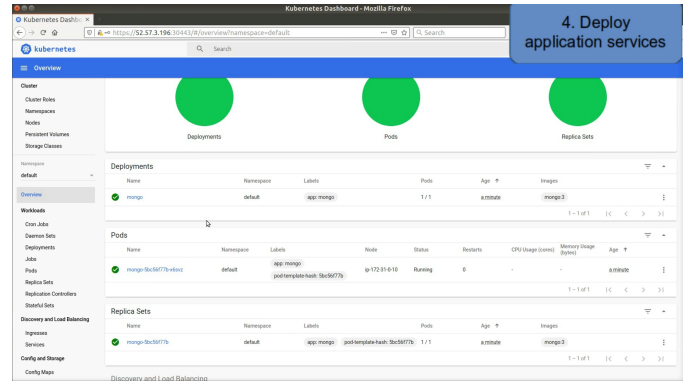 Kubernetes Dashboard - Mozilla Firefox
Kubernetes Dashbo
4. Deploy
application services
https://52.57.3.196:30443/#/overview?namespace=default
Search
kubernetes
Search
Overview
Cluster
Cluster Roles
Namespaces
Nodes
Persistent Volumes
Storage Classes
Namespace
default
Overview
Workloads
Cron Jobs
Daemon Sets
Deployments
Jobs
Pods
Replica Sets
Replication Controllers
Stateful Sets
Discovery and Load Balancing
Ingresses
Services
Config and Storage
Config Maps
Deployments Pods Replica Sets
Deployments
Name Namespace Labels Pods Age Images
mongo default app: mongo 1 / 1 a minute mongo:3
1 – 1 of 1
Pods
Name Namespace Labels Node Status Restarts CPU Usage (cores) Memory Usage (bytes) Age
mongo-5bc56f77b-x6svz default app: mongo pod-template-hash: 5bc56f77b ip-172-31-0-10 Running 0 - - a minute
1 – 1 of 1
Replica Sets
Name Namespace Labels Pods Age Images
mongo-5bc56f77b default app: mongo pod-template-hash: 5bc56f77b 1 / 1 a minute mongo:3
1 – 1 of 1
Discovery and Load Balancing